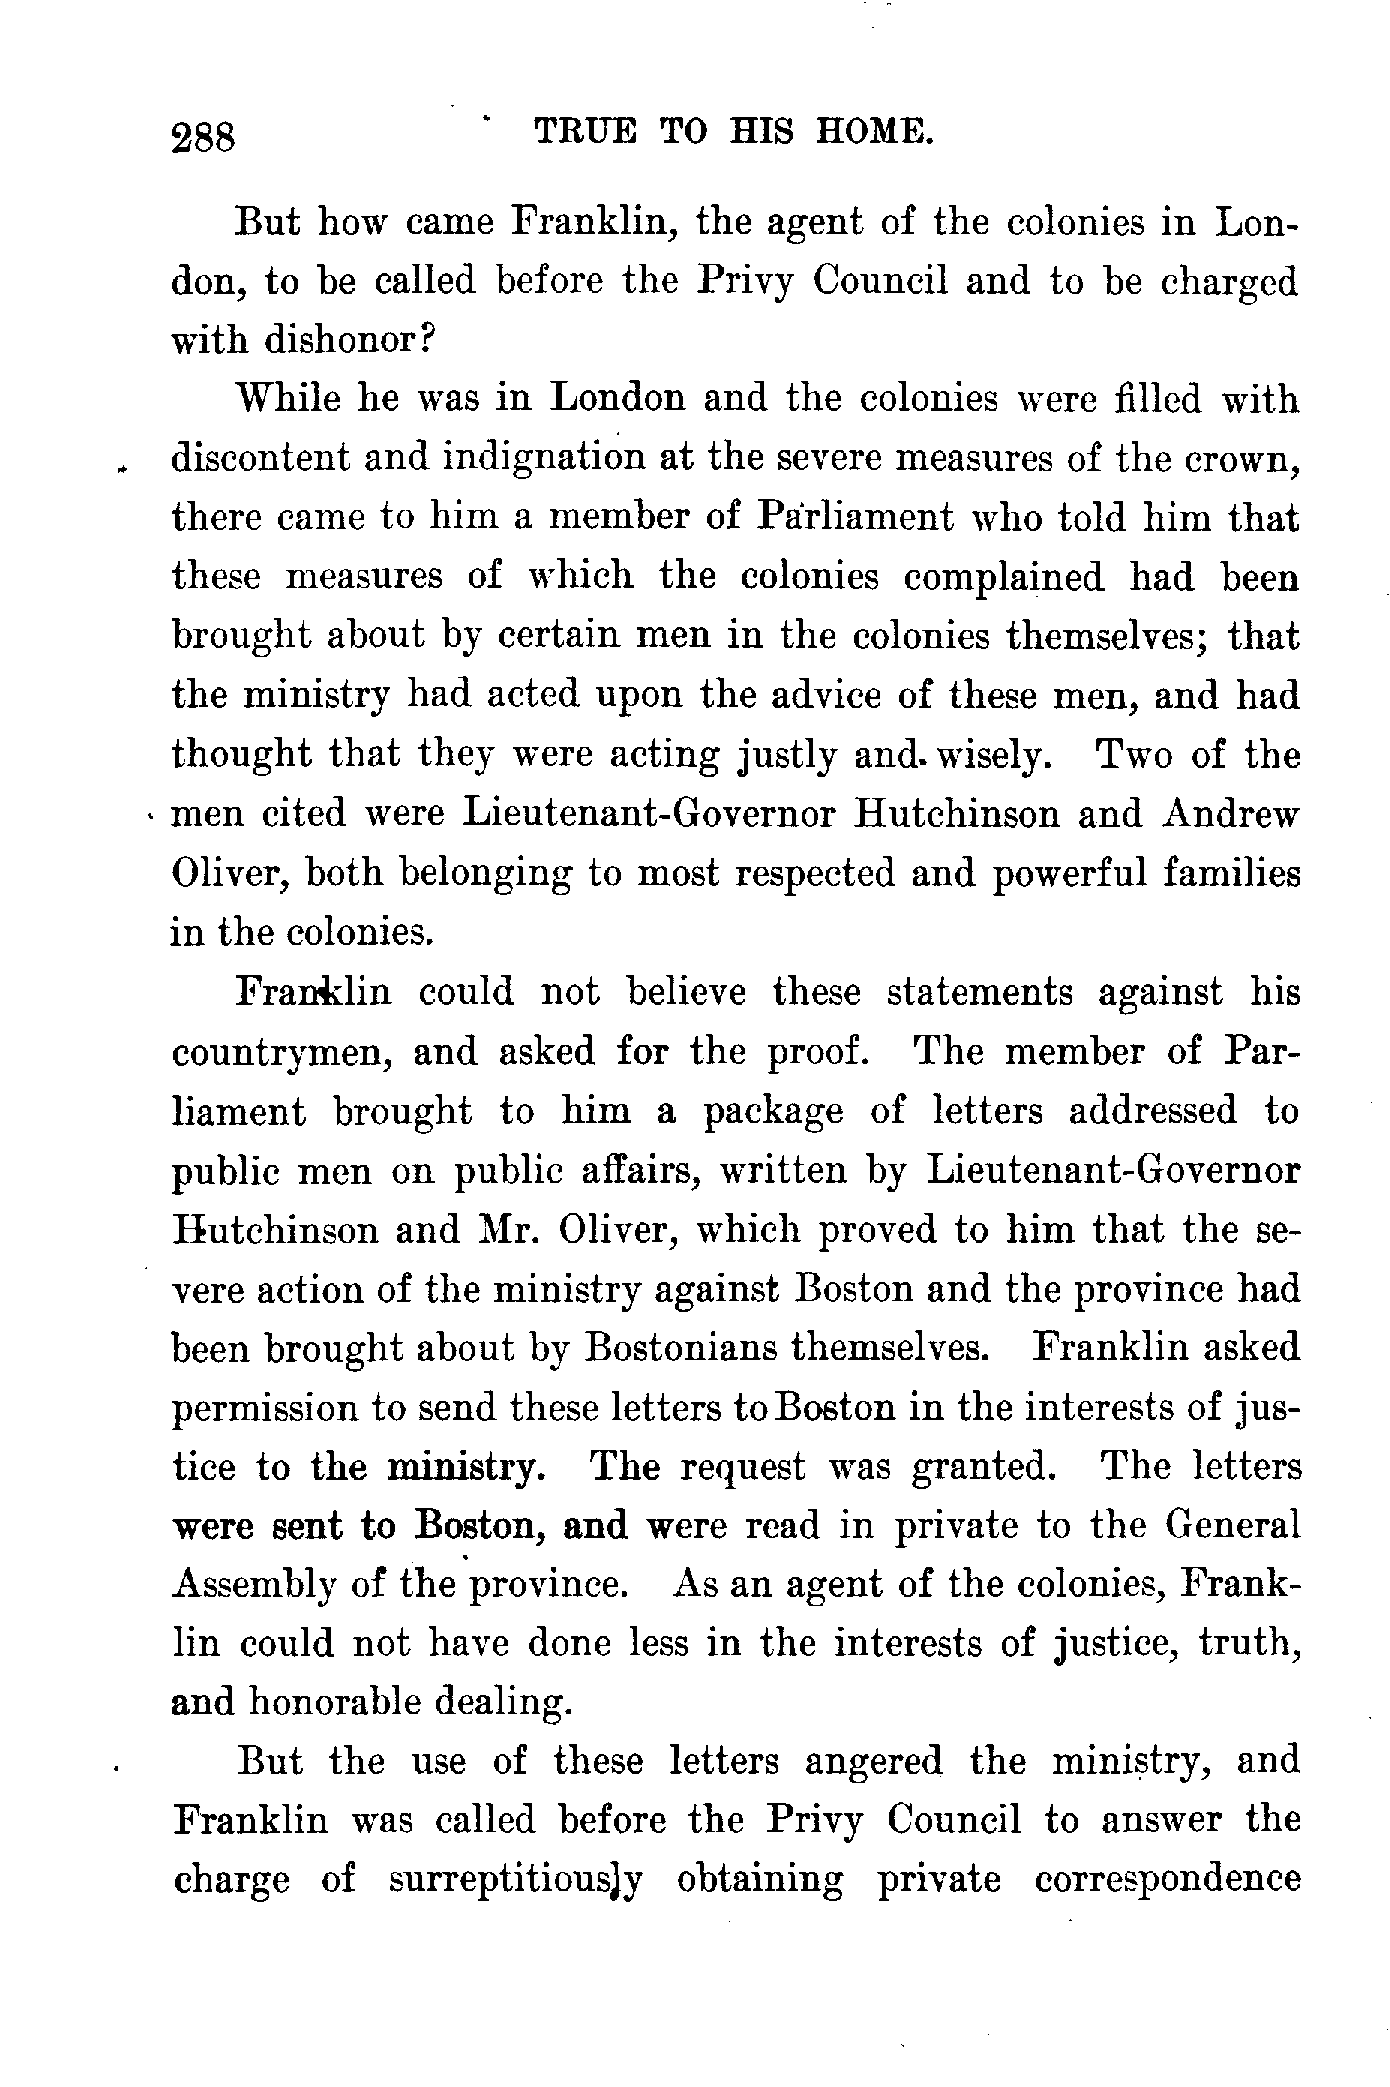 288 TRUE TO HIS HOME.
But how came Franklin, the agent of the colonies in Lon-
don, to be called before the Privy Council and to be charged
with dishonor?
While he was in London and the colonies were filled with
discontent and indignation at the severe measures of the crown,
there came to him a member of Parliament who told him that
these measures of which the colonies complained had been
brought about by certain men in the colonies themselves; that
the ministry had acted upon the advice of these men, and had
thought that they were acting justly and wisely. Two of the
men cited were Lieutenant-Governor Hutchinson and Andrew
Oliver, both belonging to most respected and powerful families
in the colonies.
Franklin could not believe these statements against his
countrymen, and asked for the proof. The member of Par-
liament brought to him a package of letters addressed to
public men on public affairs, written by Lieutenant-Governor
Hutchinson and Mr. Oliver, which proved to him that the se-
vere action of the ministry against Boston and the province had
been brought about by Bostonians themselves. Franklin asked
permission to send these letters to Boston in the interests of jus-
tice to the ministry. The request was granted. The letters
were sent to Boston, and were read in private to the General
Assembly of the province. As an agent of the colonies, Frank-
lin could not have done less in the interests of justice, truth,
and honorable dealing.
But the use of these letters angered the ministry, and
Franklin was called before the Privy Council to answer the
charge of surreptitiously obtaining private correspondence